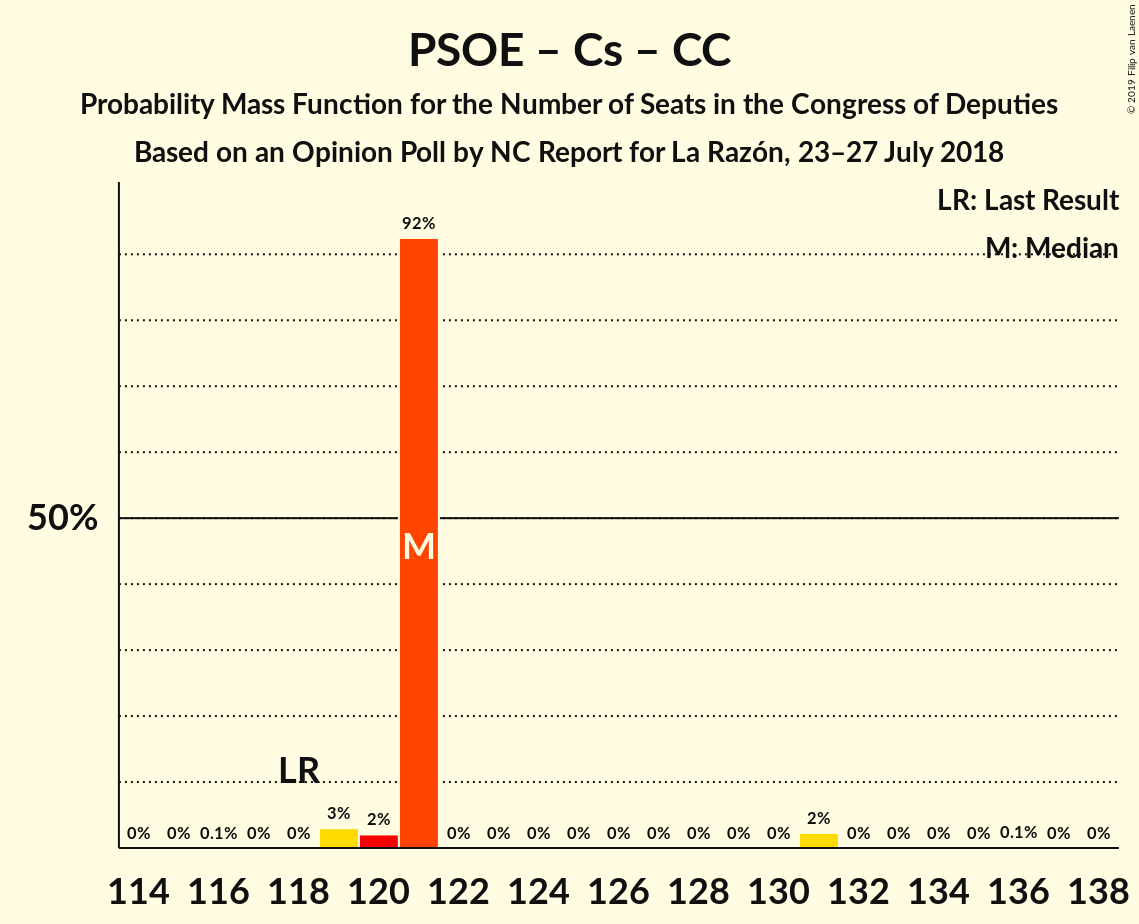 PSOE – Cs – CC
Probability Mass Function for the Number of Seats in the Congress of Deputies
Based on an Opinion Poll by NC Report for La Razón, 23–27 July 2018
© 2019 Filip van Laenen
LR: Last Result
M: Median
92%
50%
M
LR
0% 0% 0.1% 0% 0% 3% 2% 0% 0% 0% 0% 0% 0% 0% 0% 0% 2% 0% 0% 0% 0% 0.1% 0% 0%
114 116 118 120 122 124 126 128 130 132 134 136 138